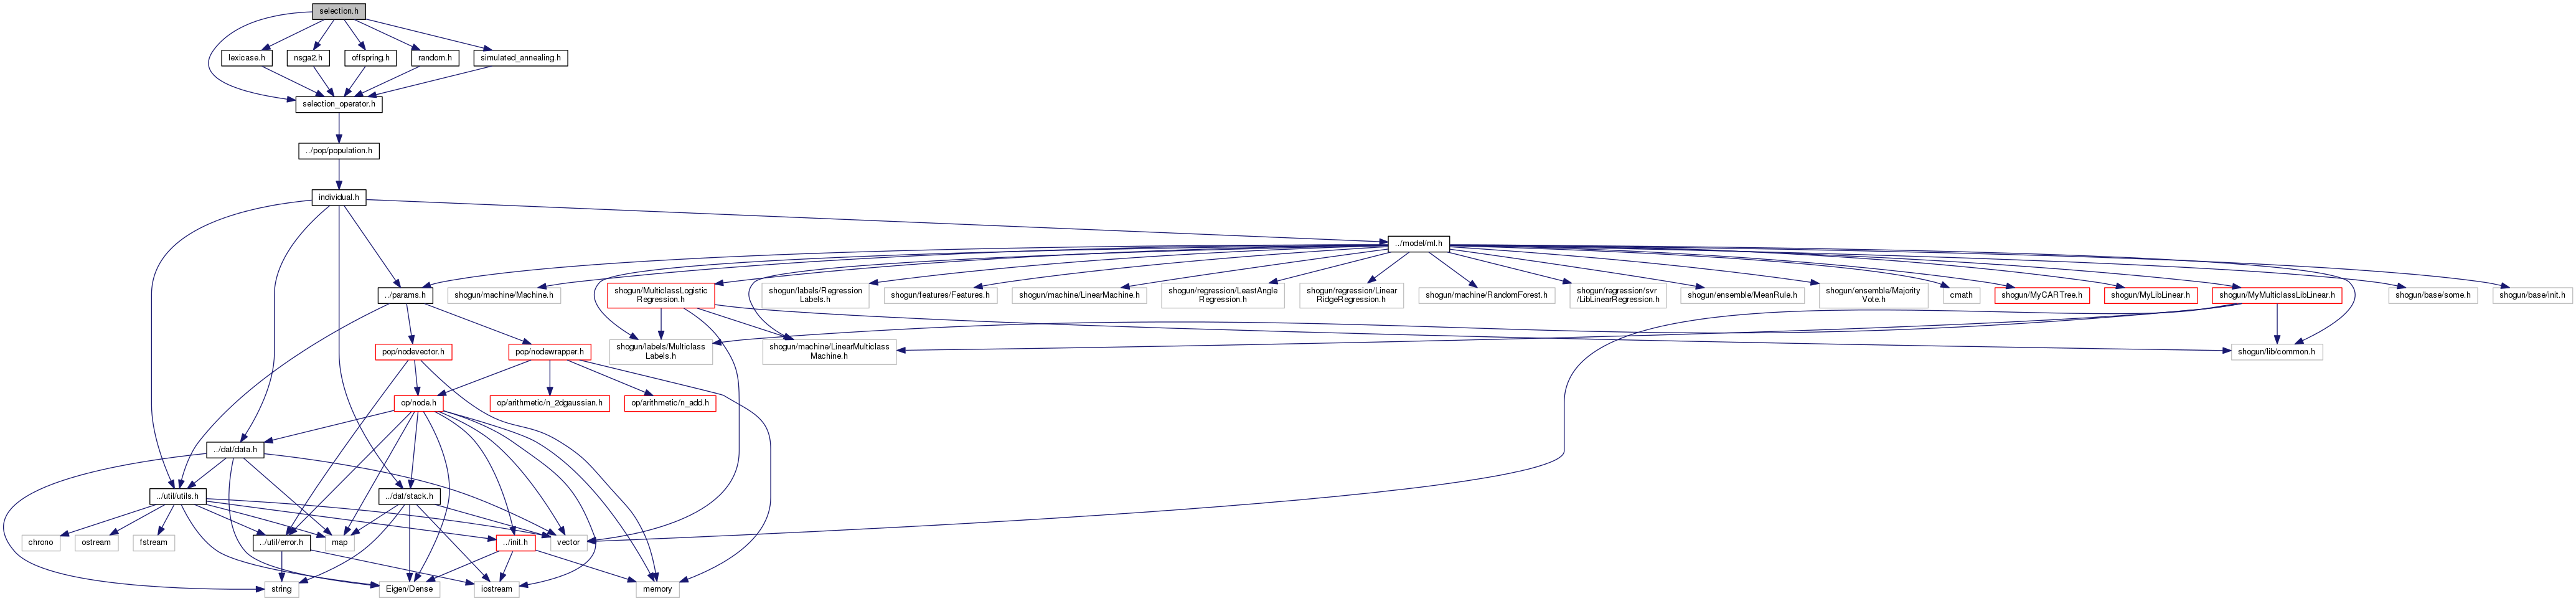 selection.h
lexicase.h
nsga2.h
offspring.h
random.h
simulated_annealing.h
selection_operator.h
../pop/population.h
individual.h
../model/ml.h
../params.h
shogun/machine/Machine.h
shogun/MulticlassLogistic
Regression.h
shogun/labels/Regression
Labels.h
shogun/features/Features.h
shogun/machine/LinearMachine.h
shogun/regression/LeastAngle
Regression.h
shogun/regression/Linear
RidgeRegression.h
shogun/machine/RandomForest.h
shogun/regression/svr
/LibLinearRegression.h
shogun/ensemble/MeanRule.h
shogun/ensemble/Majority
Vote.h
cmath
shogun/MyCARTree.h
shogun/MyLibLinear.h
shogun/MyMulticlassLibLinear.h
shogun/base/some.h
shogun/base/init.h
pop/nodevector.h
pop/nodewrapper.h
shogun/labels/Multiclass
Labels.h
shogun/machine/LinearMulticlass
Machine.h
shogun/lib/common.h
op/node.h
op/arithmetic/n_2dgaussian.h
op/arithmetic/n_add.h
../dat/data.h
../util/utils.h
../dat/stack.h
chrono
ostream
fstream
../util/error.h
map
../init.h
vector
string
Eigen/Dense
iostream
memory